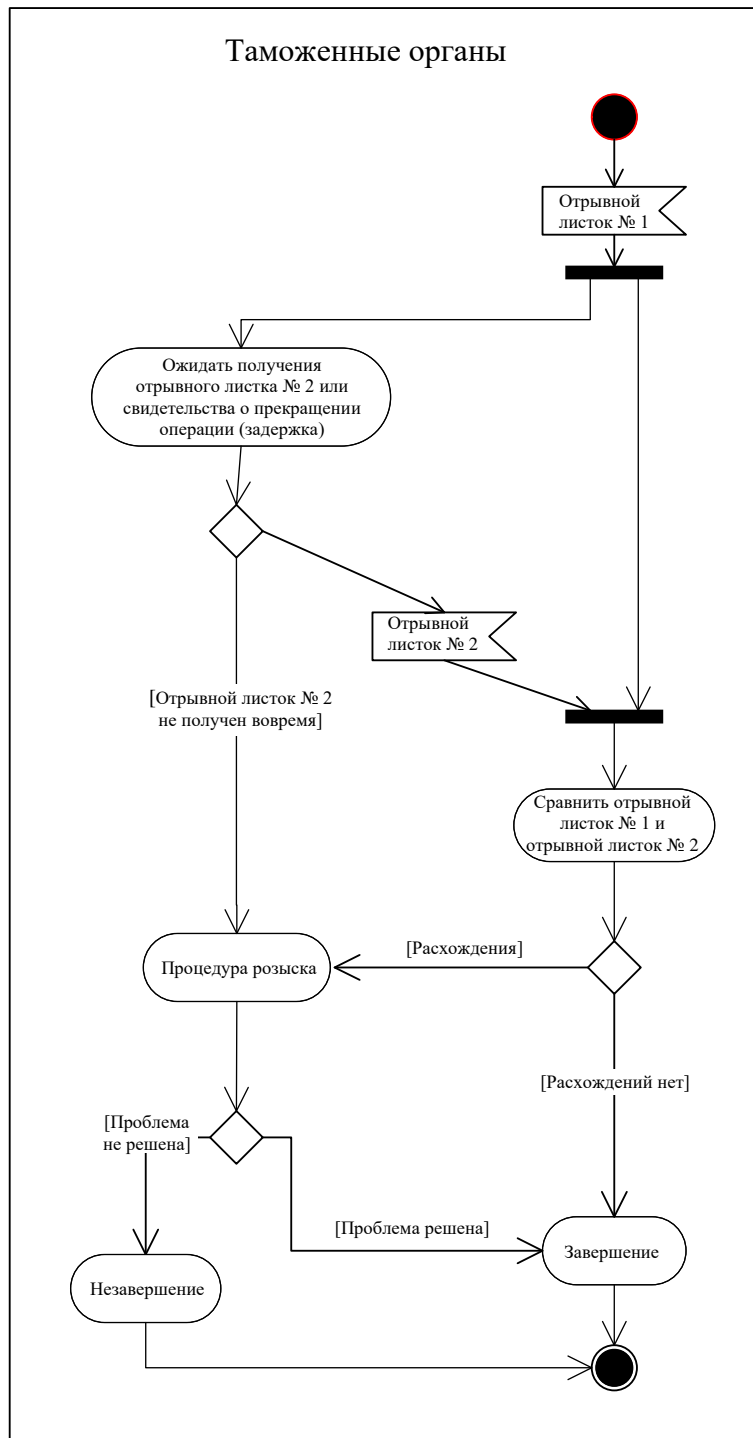 Таможенные органы
Отрывной
листок № 1
Ожидать получения
отрывного листка № 2 или
свидетельства о прекращении
операции (задержка)
Отрывной
листок № 2
[Отрывной листок № 2
не получен вовремя]
Сравнить отрывной
листок № 1 и
отрывной листок № 2
[Расхождения]
Процедура розыска
[Расхождений нет]
[Проблема
не решена]
[Проблема решена]
Завершение
Незавершение